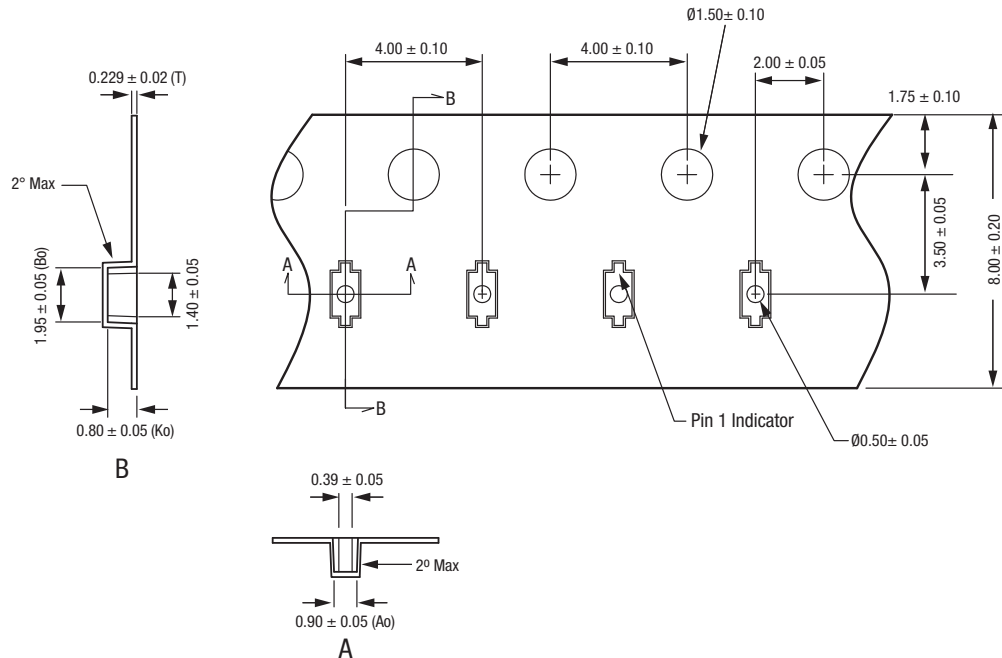 Ø1.50± 0.10
4.00 ± 0.10
4.00 ± 0.10
2.00 ± 0.05
0.229 ± 0.02 (T)
1.75 ± 0.10
B
2° Max
3.50 ± 0.05
8.00 ± 0.20
A
A
1.95 ± 0.05 (Bo)
1.40 ± 0.05
B
Pin 1 Indicator
0.80 ± 0.05 (Ko)
Ø0.50± 0.05
B
0.39 ± 0.05
2º Max
0.90 ± 0.05 (Ao)
A